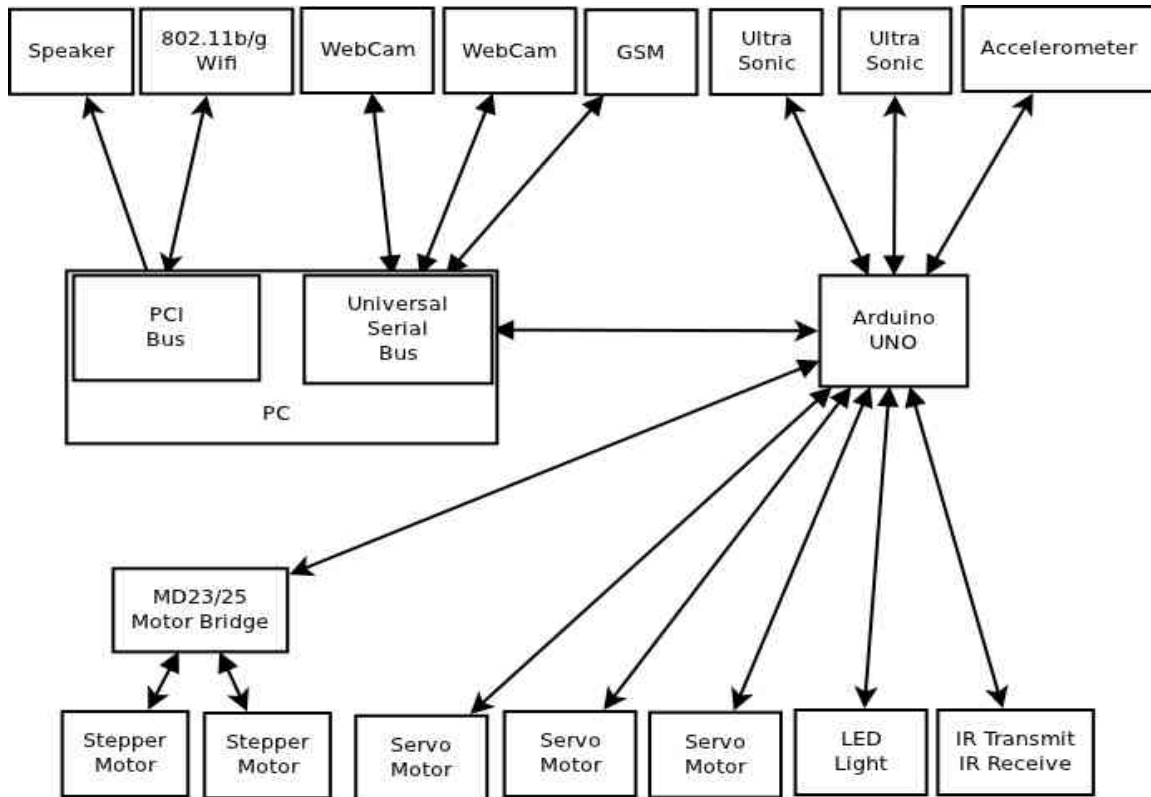 Speaker
802.11b/g
Wifi
WebCam
WebCam
GSM
Ultra
Sonic
Ultra
Sonic
Accelerometer
PCI
Bus
Universal
Serial
Bus
PC
Arduino
UNO
MD23/25
Motor Bridge
Stepper
Motor
Stepper
Motor
Servo
Motor
Servo
Motor
Servo
Motor
LED
Light
IR Transmit
IR Receive